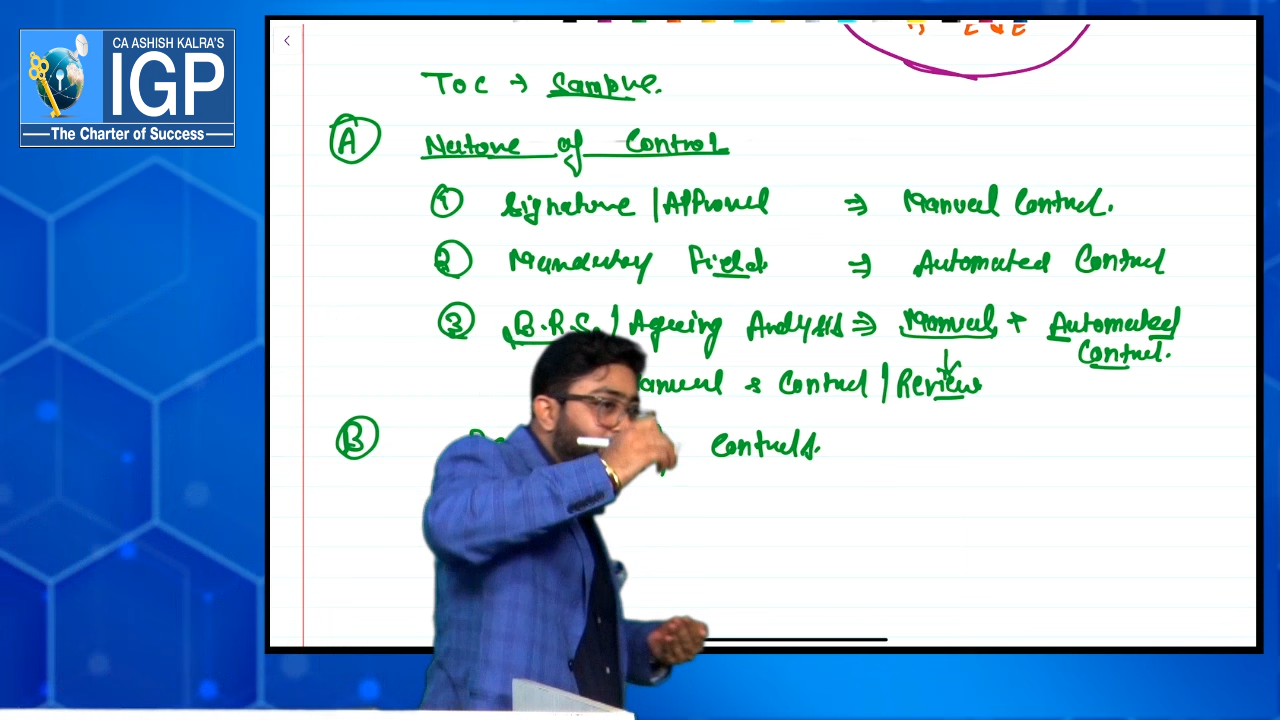 CA ASHISH KALRA'S
IGP
The Charter of Success
TOC → Sample.
A Nature of Control
1 Signature / Approval ⇒ Manual Control.
2 Mandatory Field ⇒ Automated Control
3 B.R.S. / Ageing Analysis ⇒ Manual + Automated
Control.
Control / Review
B Controls.